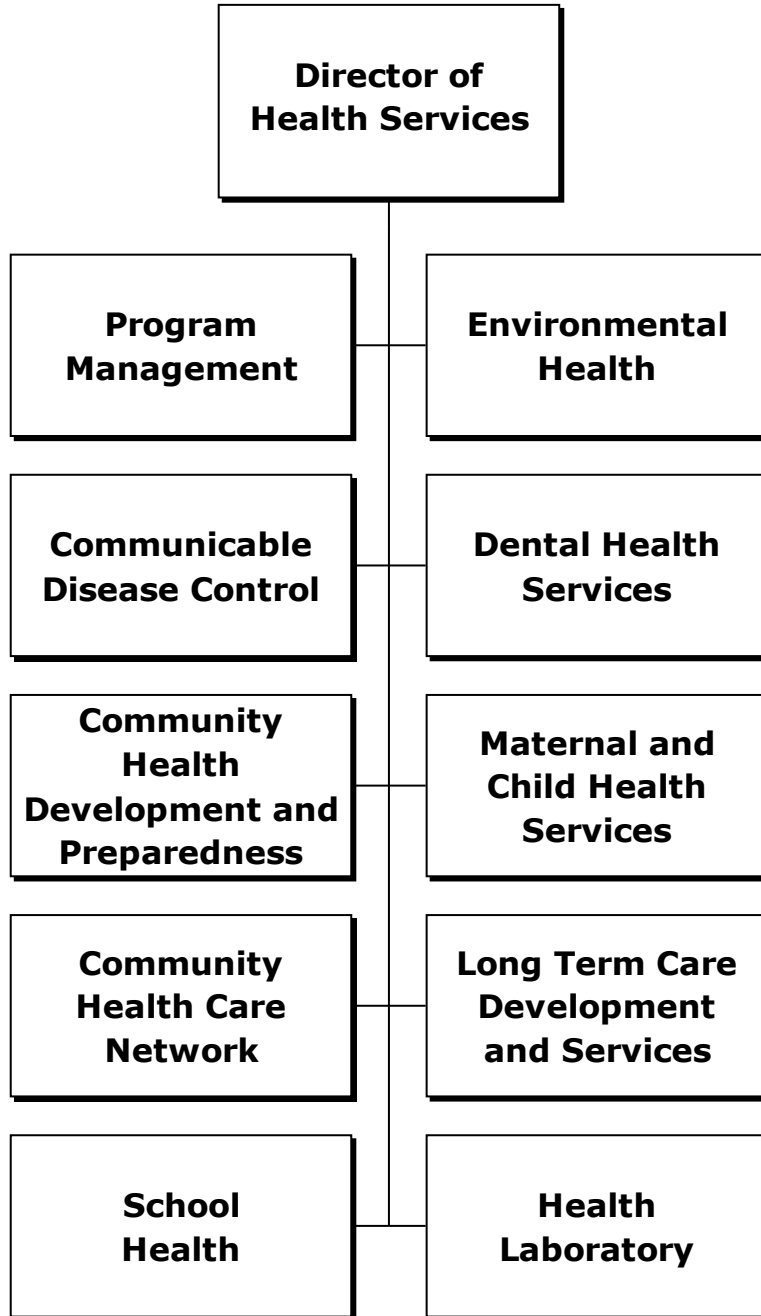 Director of
Health Services
Program
Management
Environmental
Health
Communicable
Disease Control
Dental Health
Services
Community
Health
Development and
Preparedness
Maternal and
Child Health
Services
Community
Health Care
Network
Long Term Care
Development
and Services
School
Health
Health
Laboratory